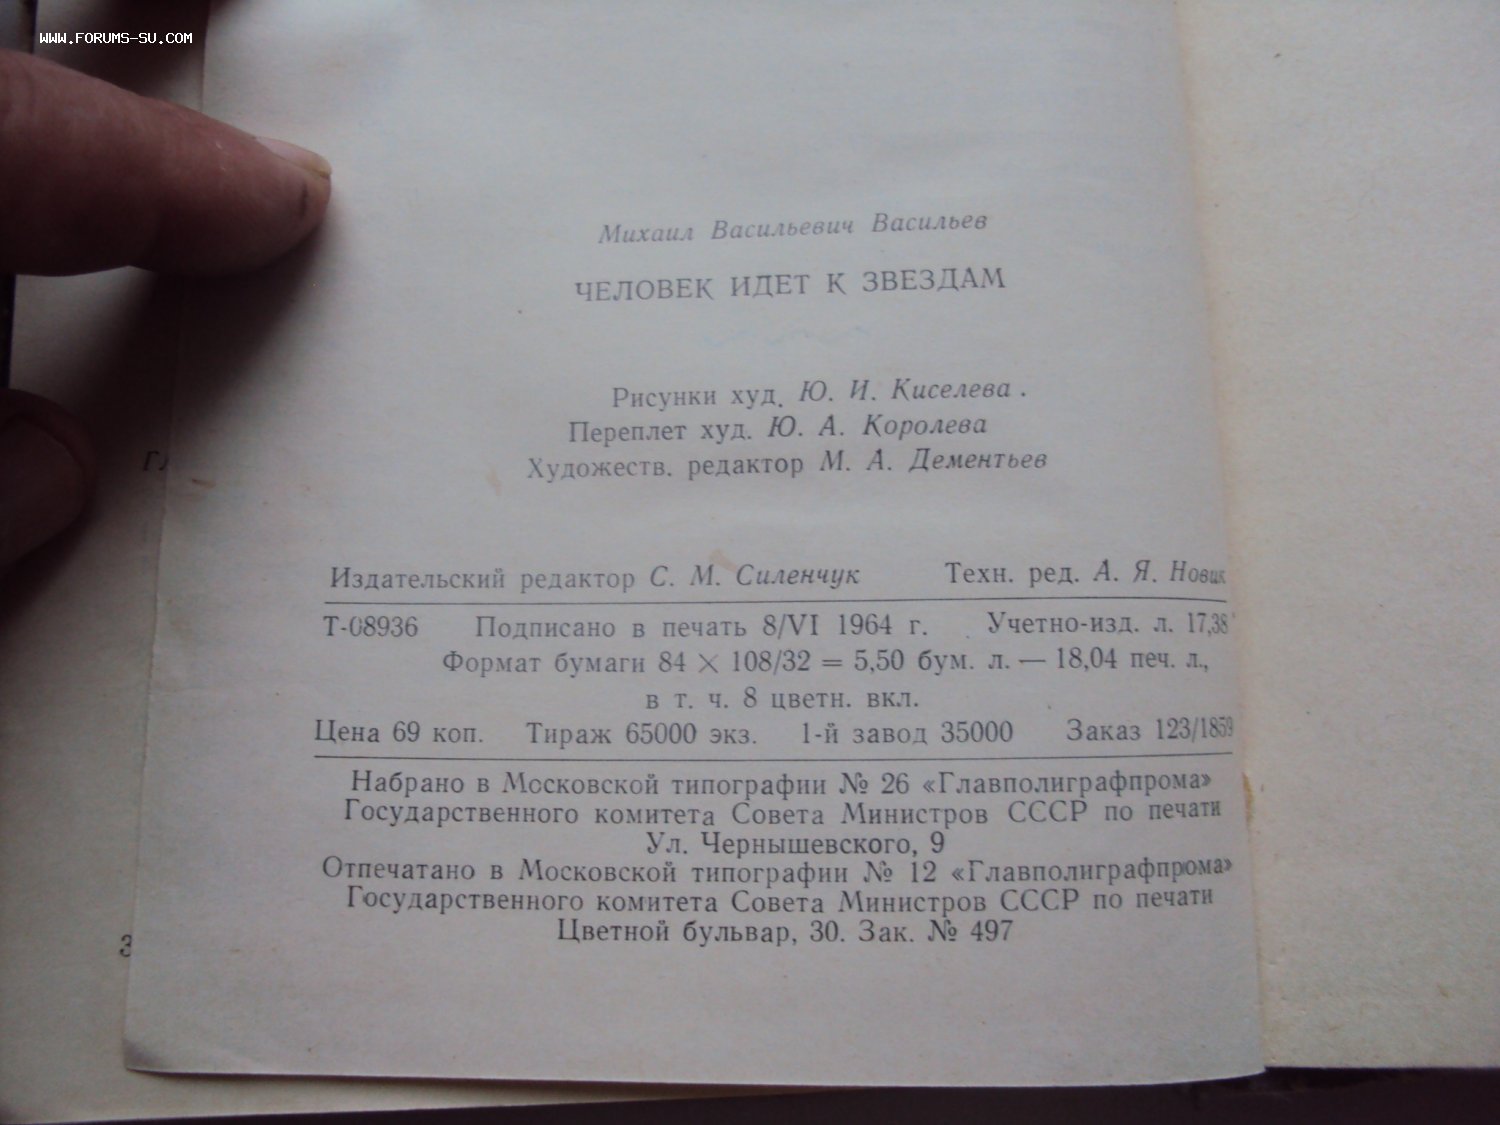 WWW.FORUMS-SU.COM
Михаил Васильевич Васильев
ЧЕЛОВЕК ИДЕТ К ЗВЕЗДАМ
Рисунки худ. Ю. И. Киселева.
Переплет худ. Ю. А. Королева
Художеств. редактор М. А. Дементьев
Издательский редактор С. М. Силенчук Техн. ред. А. Я. Новик
Т-08936 Подписано в печать 8/VI 1964 г. Учетно-изд. л. 17,38
Формат бумаги 84 × 108/32 = 5,50 бум. л. — 18,04 печ. л.,
в т. ч. 8 цветн. вкл.
Цена 69 коп. Тираж 65000 экз. 1-й завод 35000 Заказ 123/1859
Набрано в Московской типографии № 26 «Главполиграфпрома»
Государственного комитета Совета Министров СССР по печати
Ул. Чернышевского, 9
Отпечатано в Московской типографии № 12 «Главполиграфпрома»
Государственного комитета Совета Министров СССР по печати
Цветной бульвар, 30. Зак. № 497